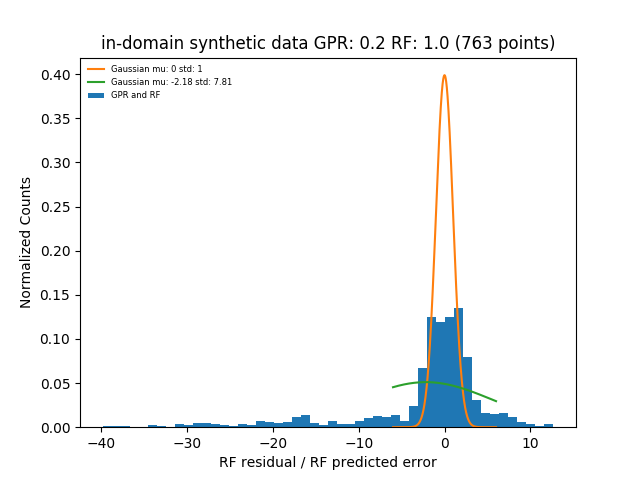 in-domain synthetic data GPR: 0.2 RF: 1.0 (763 points)
Gaussian mu: 0 std: 1
Gaussian mu: -2.18 std: 7.81
GPR and RF
Normalized Counts
0.40
0.35
0.30
0.25
0.20
0.15
0.10
0.05
0.00
−40 −30 −20 −10 0 10
RF residual / RF predicted error